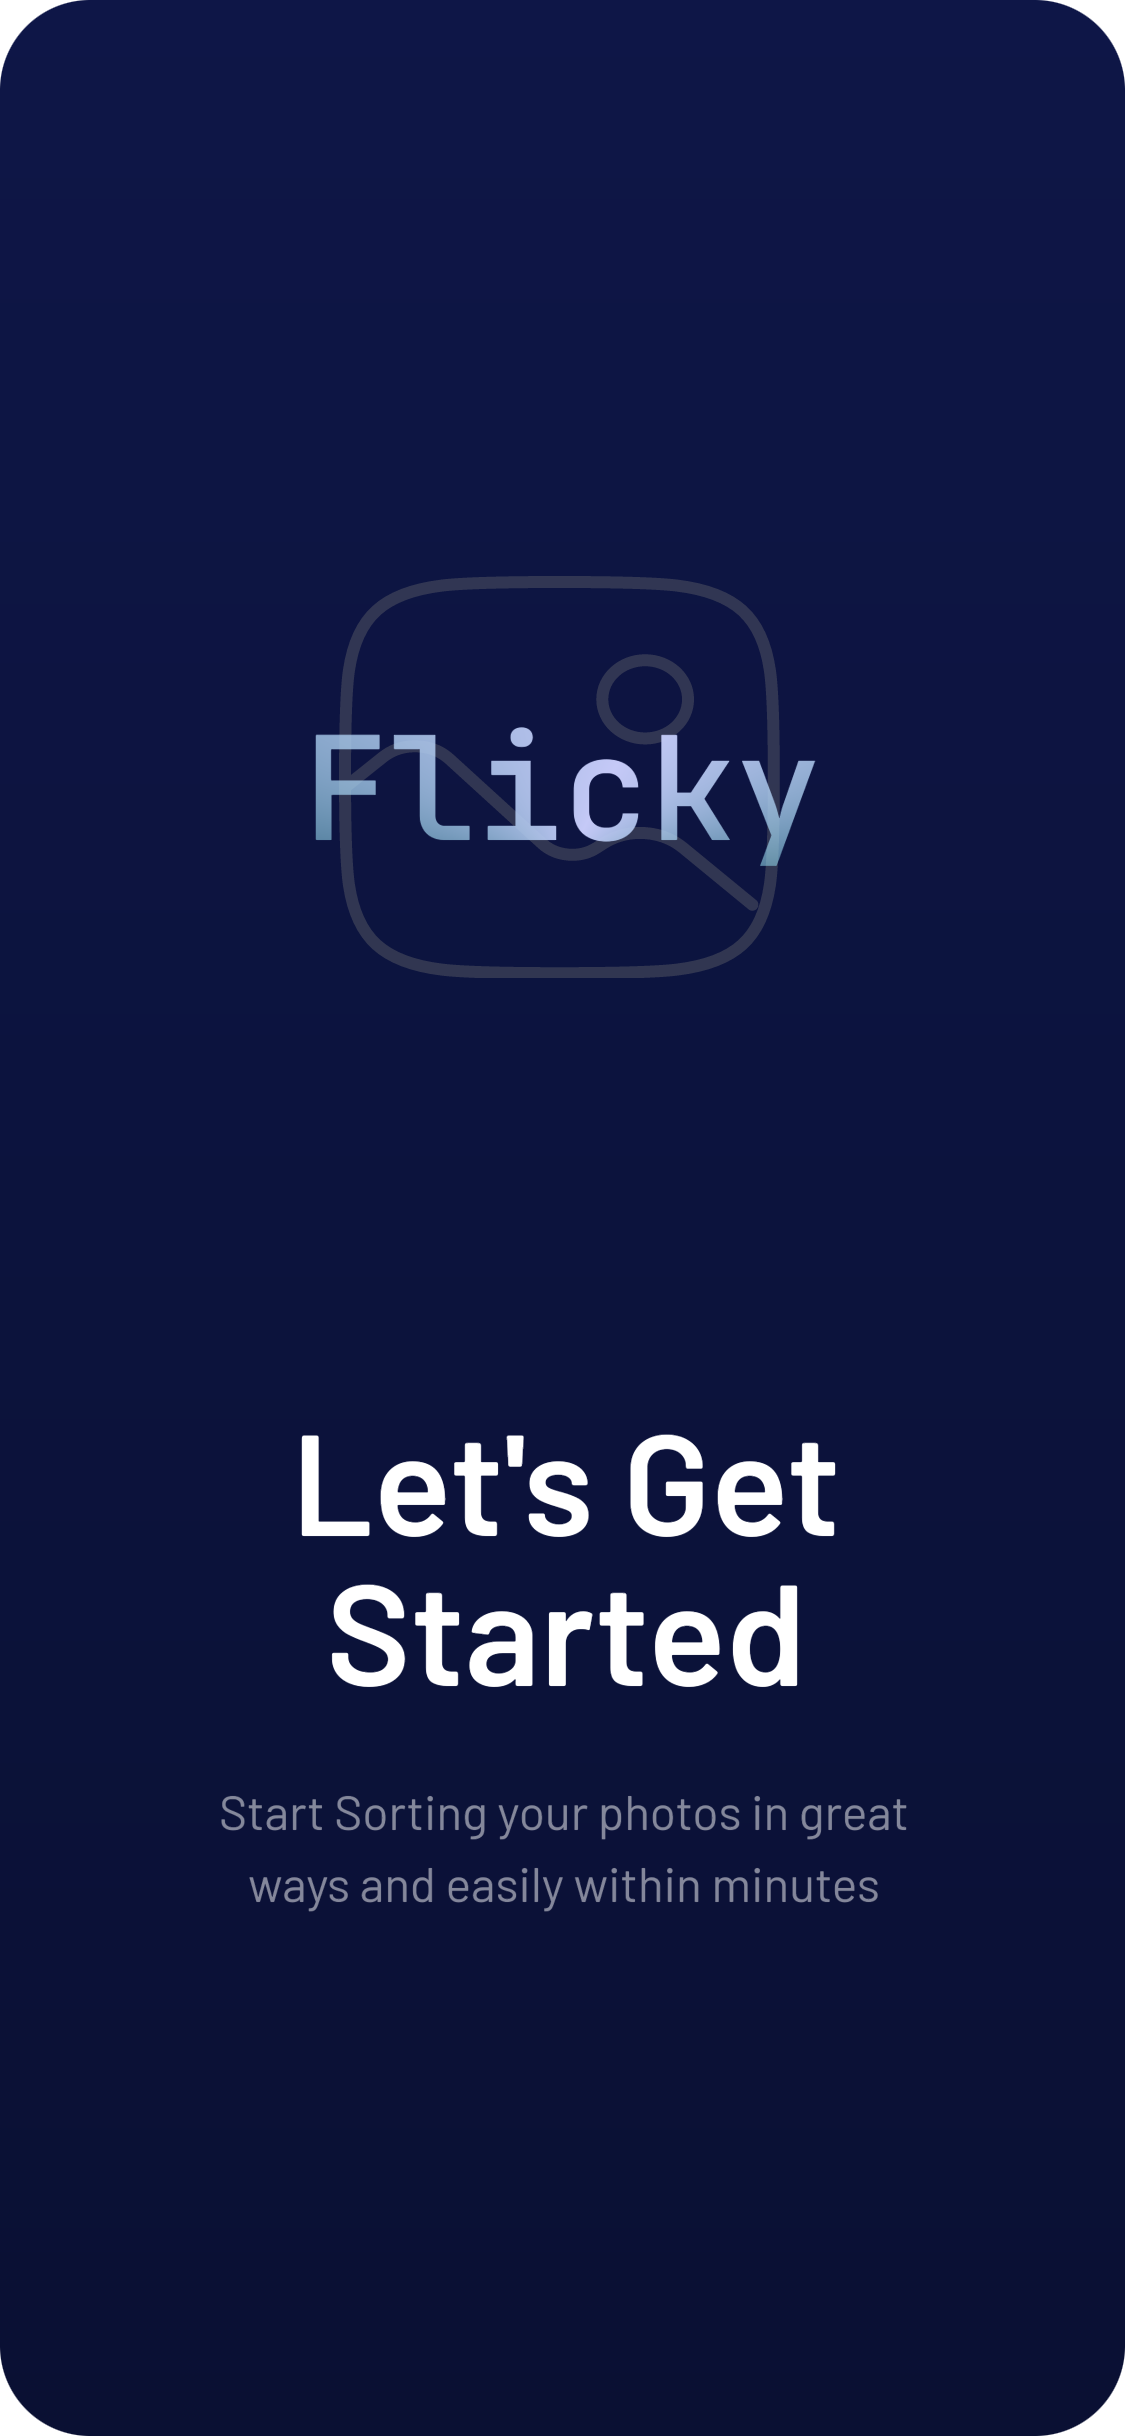 Flicky
Let's Get
Started
Start Sorting your photos in great
ways and easily within minutes